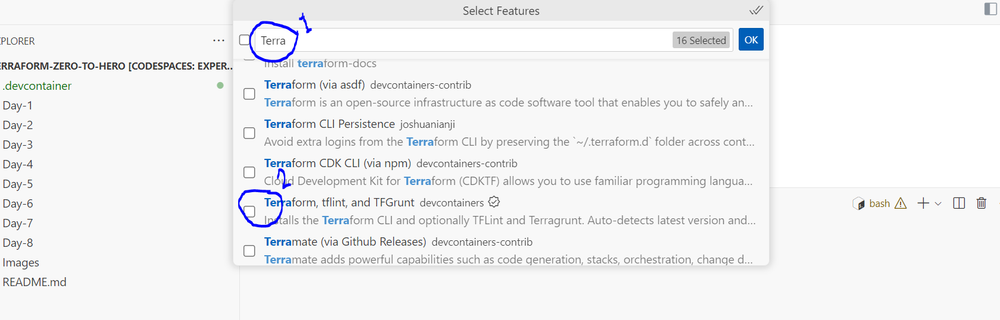 Select Features
1
Terra
16 Selected
OK
PLORER
ERRAFORM-ZERO-TO-HERO [CODESPACES: EXPER...
.devcontainer
Day-1
Day-2
Day-3
Day-4
Day-5
Day-6
Day-7
Day-8
Images
README.md
Install terraform-docs
Terraform (via asdf) devcontainers-contrib
Terraform is an open-source infrastructure as code software tool that enables you to safely an...
Terraform CLI Persistence joshuanianji
Avoid extra logins from the Terraform CLI by preserving the `~/.terraform.d` folder across cont...
Terraform CDK CLI (via npm) devcontainers-contrib
Cloud Development Kit for Terraform (CDKTF) allows you to use familiar programming langua...
2
Terraform, tflint, and TFGrunt devcontainers
Installs the Terraform CLI and optionally TFLint and Terragrunt. Auto-detects latest version and...
Terramate (via Github Releases) devcontainers-contrib
Terramate adds powerful capabilities such as code generation, stacks, orchestration, change d...
bash